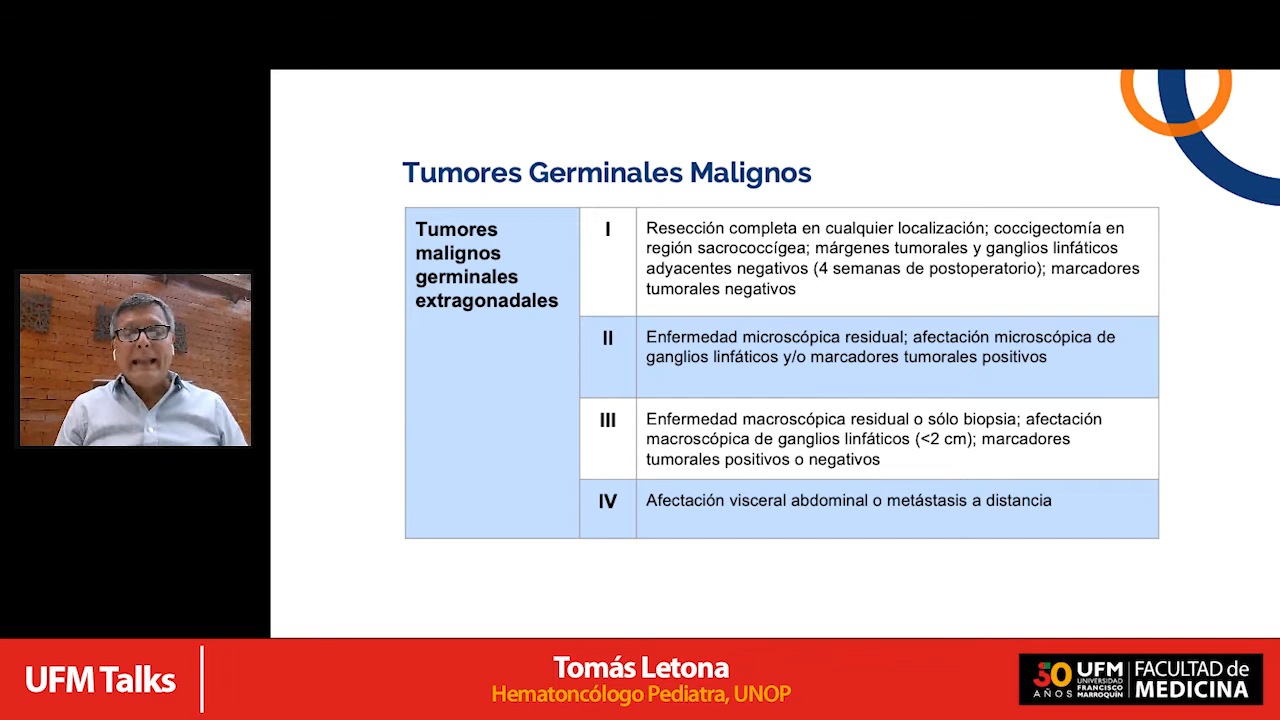 Tumores Germinales Malignos
Tumores
malignos
germinales
extragonadales
I
Resección completa en cualquier localización; coccigectomía en
región sacrococcígea; márgenes tumorales y ganglios linfáticos
adyacentes negativos (4 semanas de postoperatorio); marcadores
tumorales negativos
II
Enfermedad microscópica residual; afectación microscópica de
ganglios linfáticos y/o marcadores tumorales positivos
III
Enfermedad macroscópica residual o sólo biopsia; afectación
macroscópica de ganglios linfáticos (<2 cm); marcadores
tumorales positivos o negativos
IV
Afectación visceral abdominal o metástasis a distancia
UFM Talks
Tomás Letona
Hematoncólogo Pediatra, UNOP
50
AÑOS
UFM
UNIVERSIDAD
FRANCISCO
MARROQUÍN
FACULTAD de
MEDICINA